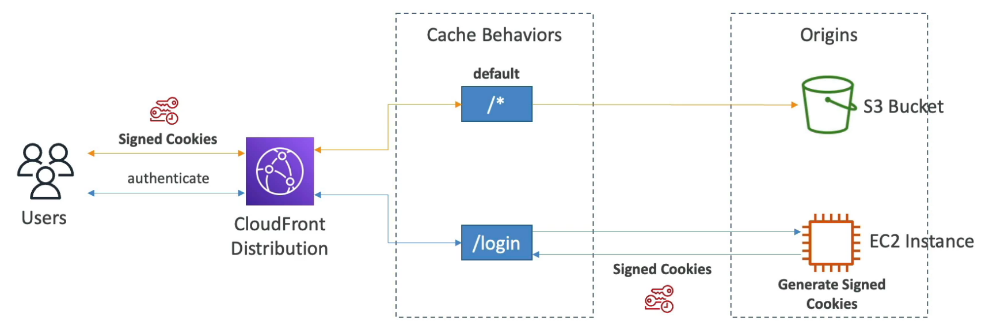 Cache Behaviors
Origins
default
/*
S3 Bucket
Signed Cookies
authenticate
Users
CloudFront
Distribution
/login
EC2 Instance
Signed Cookies
Generate Signed
Cookies